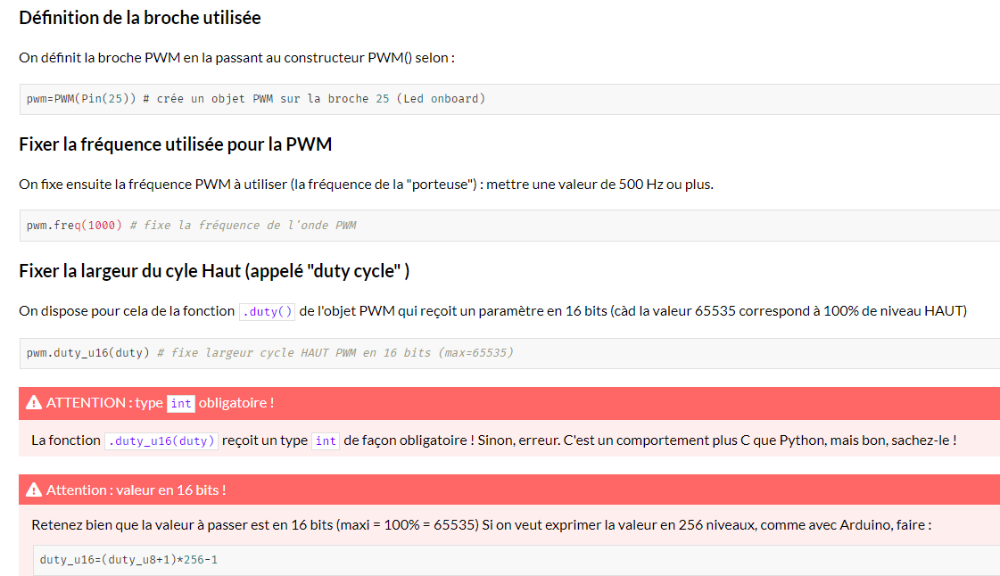 Définition de la broche utilisée
On définit la broche PWM en la passant au constructeur PWM() selon :
pwm=PWM(Pin(25)) # crée un objet PWM sur la broche 25 (Led onboard)
Fixer la fréquence utilisée pour la PWM
On fixe ensuite la fréquence PWM à utiliser (la fréquence de la "porteuse") : mettre une valeur de 500 Hz ou plus.
pwm.freq(1000) # fixe la fréquence de l'onde PWM
Fixer la largeur du cyle Haut (appelé "duty cycle" )
On dispose pour cela de la fonction .duty() de l'objet PWM qui reçoit un paramètre en 16 bits (càd la valeur 65535 correspond à 100% de niveau HAUT)
pwm.duty_u16(duty) # fixe largeur cycle HAUT PWM en 16 bits (max=65535)
ATTENTION : type int obligatoire !
La fonction .duty_u16(duty) reçoit un type int de façon obligatoire ! Sinon, erreur. C'est un comportement plus C que Python, mais bon, sachez-le !
Attention : valeur en 16 bits !
Retenez bien que la valeur à passer est en 16 bits (maxi = 100% = 65535) Si on veut exprimer la valeur en 256 niveaux, comme avec Arduino, faire :
duty_u16=(duty_u8+1)*256-1